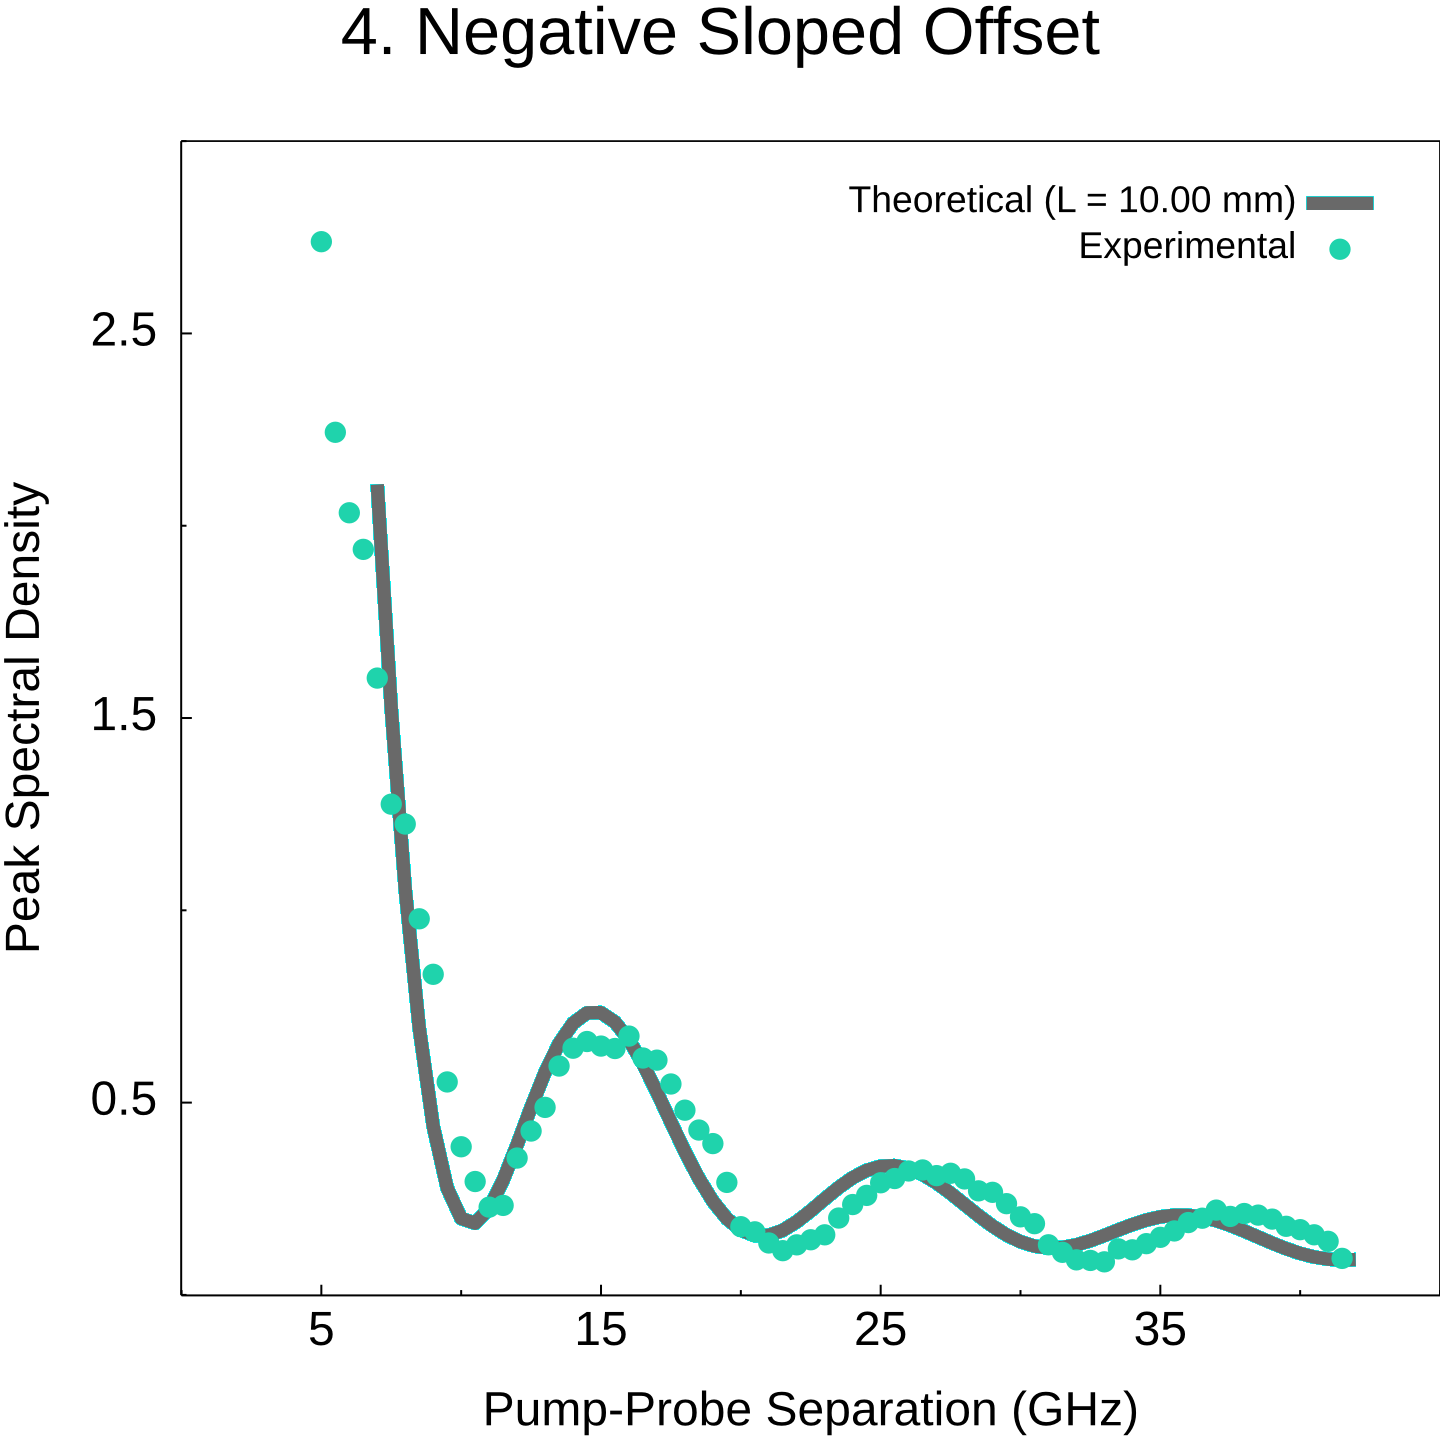 4. Negative Sloped Offset
Theoretical (L = 10.00 mm)
Experimental
2.5
1.5
0.5
Peak Spectral Density
5 15 25 35
Pump-Probe Separation (GHz)